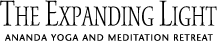 THE EXPANDING LIGHT
ANANDA YOGA AND MEDITATION RETREAT